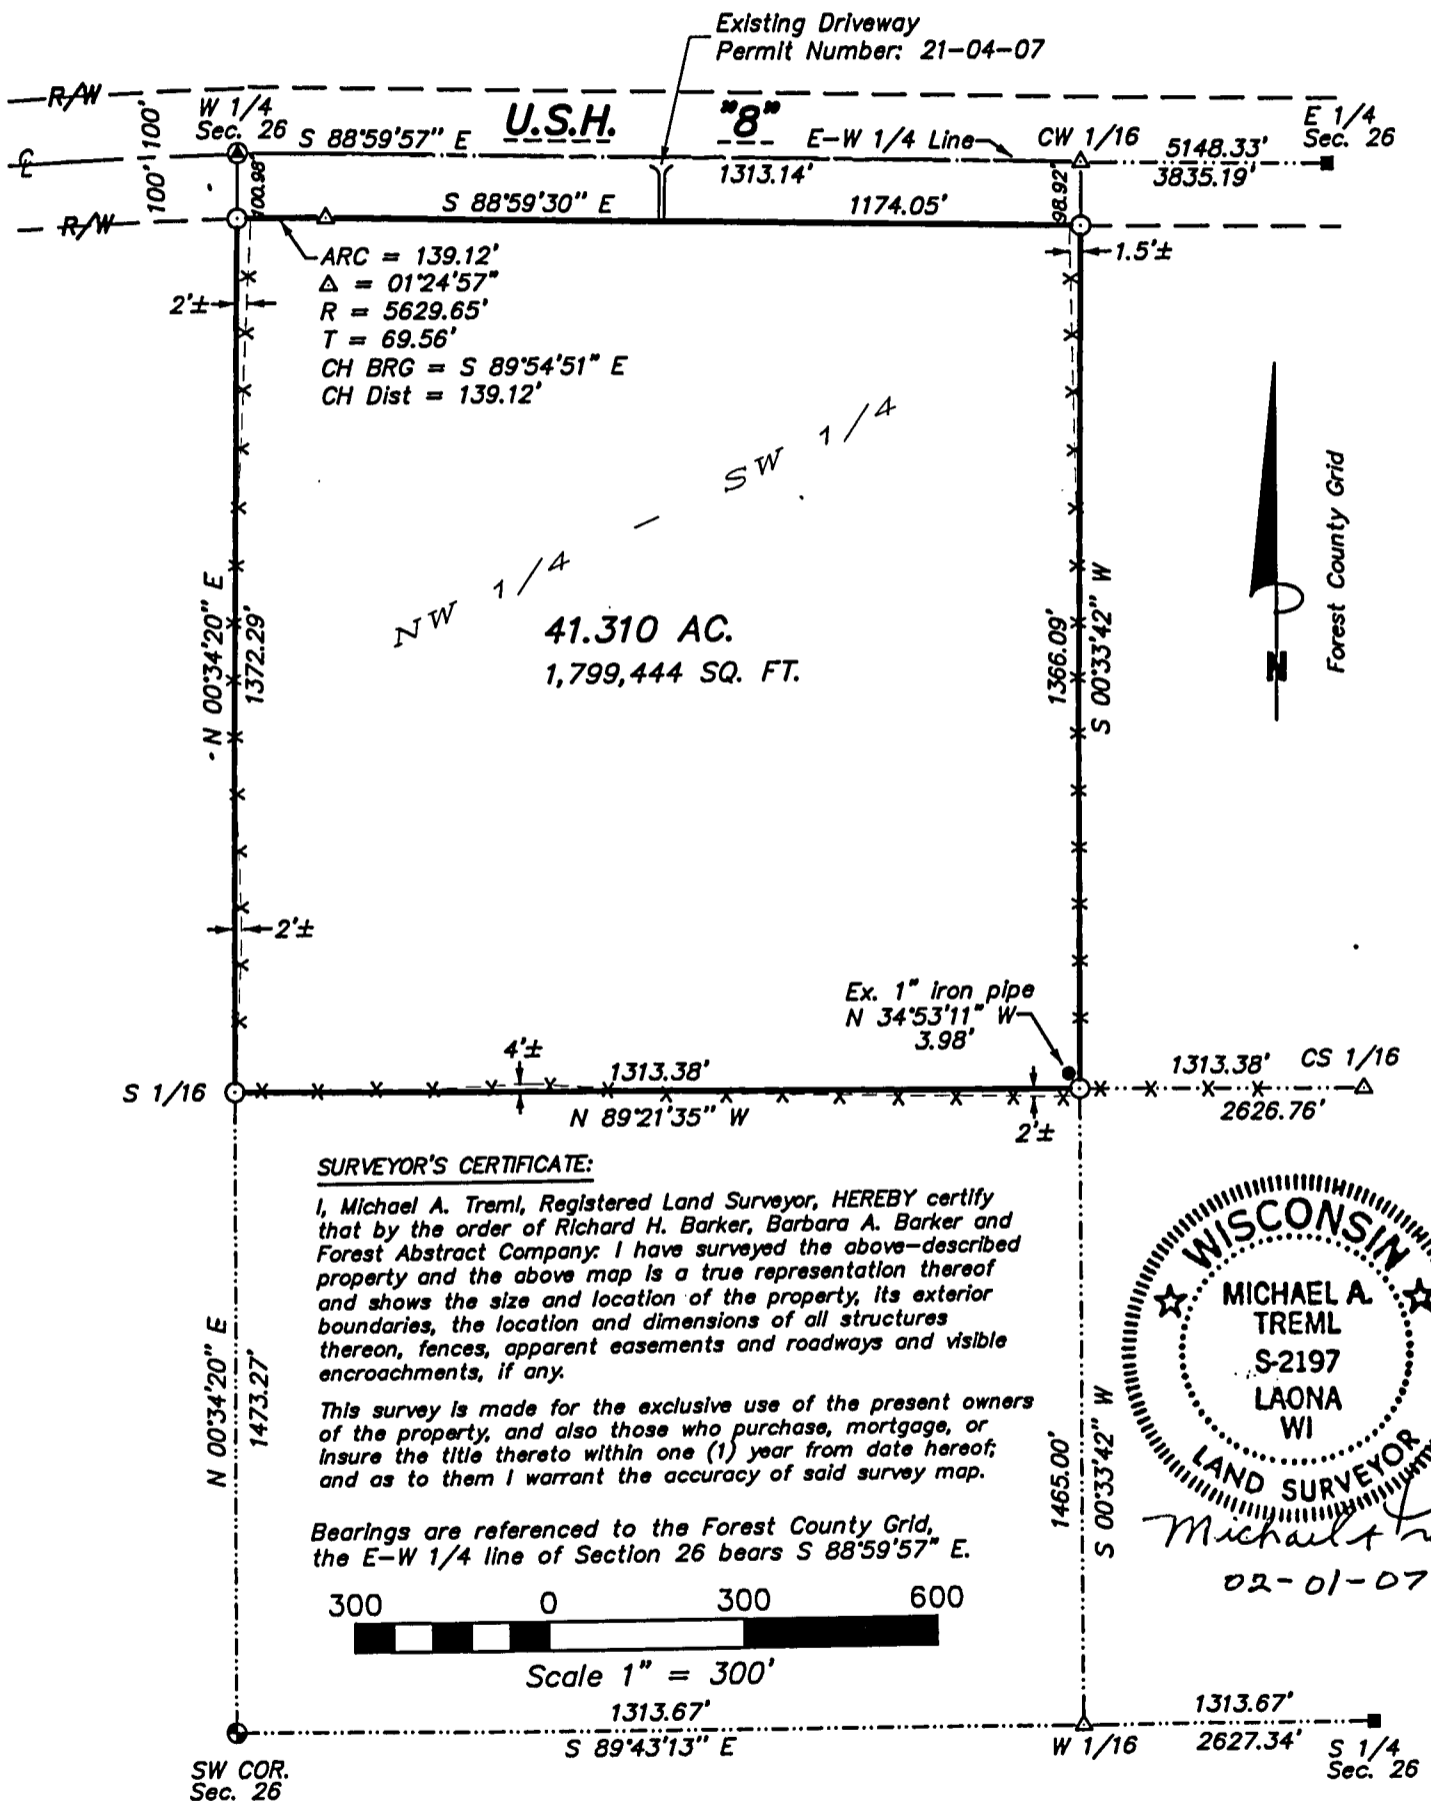 Existing Driveway
Permit Number: 21-04-07
R/W
W 1/4
Sec. 26
U.S.H. "8"
E-W 1/4 Line
CW 1/16
E 1/4
Sec. 26
100'
100'
S 88°59'57" E
1313.14'
5148.33'
3835.19'
℄
R/W
100.98'
S 88°59'30" E
1174.05'
98.92'
ARC = 139.12'
△ = 01°24'57"
R = 5629.65'
T = 69.56'
CH BRG = S 89°54'51" E
CH Dist = 139.12'
2'±
1.5'±
NW 1/4 — SW 1/4
Forest County Grid
N
N 00°34'20" E
1372.29'
41.310 AC.
1,799,444 SQ. FT.
1366.09'
S 00°33'42" W
2'±
Ex. 1" iron pipe
N 34°53'11" W
3.98'
S 1/16
4'±
1313.38'
N 89°21'35" W
2'±
1313.38'
CS 1/16
2626.76'
SURVEYOR'S CERTIFICATE:
I, Michael A. Treml, Registered Land Surveyor, HEREBY certify
that by the order of Richard H. Barker, Barbara A. Barker and
Forest Abstract Company: I have surveyed the above-described
property and the above map is a true representation thereof
and shows the size and location of the property, its exterior
boundaries, the location and dimensions of all structures
thereon, fences, apparent easements and roadways and visible
encroachments, if any.
This survey is made for the exclusive use of the present owners
of the property, and also those who purchase, mortgage, or
insure the title thereto within one (1) year from date hereof;
and as to them I warrant the accuracy of said survey map.
Bearings are referenced to the Forest County Grid,
the E-W 1/4 line of Section 26 bears S 88°59'57" E.
N 00°34'20" E
1473.27'
1465.00'
S 00°33'42" W
WISCONSIN
MICHAEL A.
TREML
S-2197
LAONA
WI
LAND SURVEYOR
Michael A
02-01-07
300 0 300 600
Scale 1" = 300'
1313.67'
S 89°43'13" E
W 1/16
1313.67'
2627.34'
S 1/4
Sec. 26
SW COR.
Sec. 26